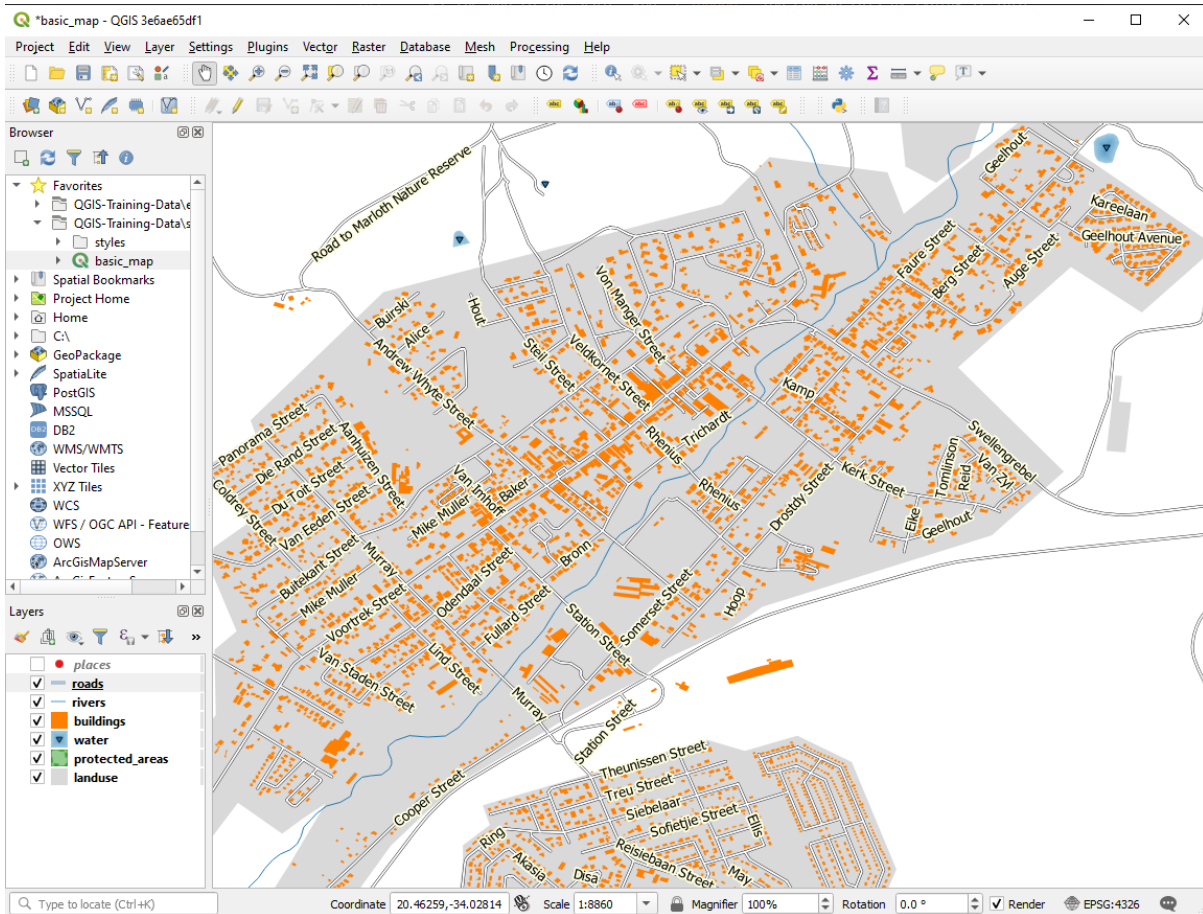 *basic_map - QGIS 3e6ae65df1
Project Edit View Layer Settings Plugins Vector Raster Database Mesh Processing Help
Browser
Favorites
QGIS-Training-Data\e
QGIS-Training-Data\s
styles
basic_map
Spatial Bookmarks
Project Home
Home
C:\
GeoPackage
SpatiaLite
PostGIS
MSSQL
DB2
WMS/WMTS
Vector Tiles
XYZ Tiles
WCS
WFS / OGC API - Feature
OWS
ArcGisMapServer
Layers
places
roads
rivers
buildings
water
protected_areas
landuse
Road to Marloth Nature Reserve
Geelhout
Kareelaan
Geelhout Avenue
Faure Street
Berg Street
Auge Street
Von Manger Street
Buirski
Alice
Hout
Andrew Whyte Street
Steil Street
Veldkornet Street
Kamp
Trichardt
Rhenius
Swellengrebel
Panorama Street
Die Rand Street
Aanhuizen Street
Du Toit Street
Coldrey Street
Van Eeden Street
Van Imhoff
Baker
Mike Muller
Rhenius
Kerk Street
Drostdy Street
Tomlinson
Reid
Van Zyl
Eike
Geelhout
Buitekant Street
Murray
Mike Muller
Bronn
Odendaal Street
Voortrek Street
Fullard Street
Station Street
Somerset Street
Hoop
Van Staden Street
Lind Street
Murray
Station Street
Cooper Street
Theunissen Street
Treu Street
Siebelaar
Sofietjie Street
Ellis
Ring
Reisiebaan Street
Akasia
Disa
May
Type to locate (Ctrl+K) Coordinate 20.46259,-34.02814 Scale 1:8860 Magnifier 100% Rotation 0.0 ° Render EPSG:4326